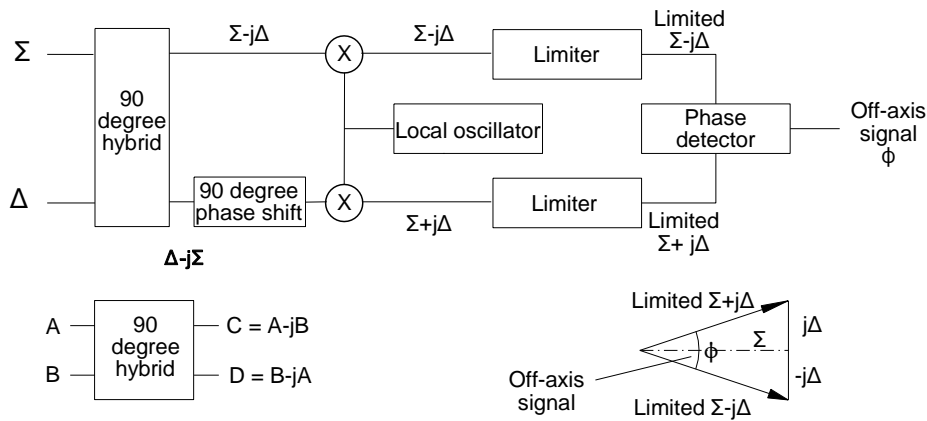 Σ
90
degree
hybrid
Σ-jΔ
X
Σ-jΔ
Limiter
Limited
Σ-jΔ
Local oscillator
Phase
detector
Off-axis
signal
ϕ
Δ
90 degree
phase shift
X
Σ+jΔ
Limiter
Limited
Σ+ jΔ
Δ-jΣ
A
B
90
degree
hybrid
C = A-jB
D = B-jA
Limited Σ+jΔ
jΔ
Σ
ϕ
-jΔ
Off-axis
signal
Limited Σ-jΔ